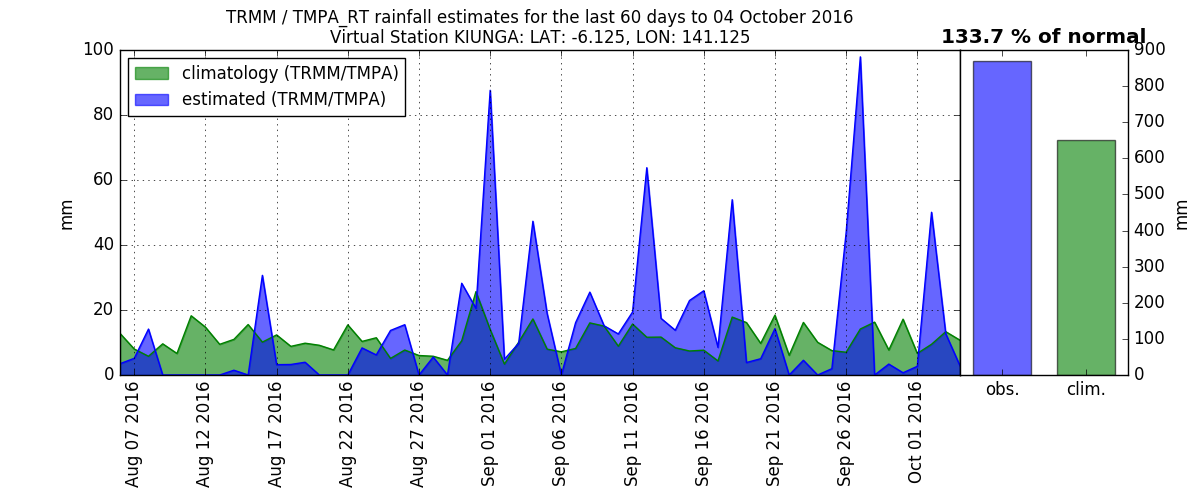 TRMM / TMPA_RT rainfall estimates for the last 60 days to 04 October 2016
Virtual Station KIUNGA: LAT: -6.125, LON: 141.125
133.7 % of normal
climatology (TRMM/TMPA)
estimated (TRMM/TMPA)
100
80
60
40
20
0
mm
Aug 07 2016
Aug 12 2016
Aug 17 2016
Aug 22 2016
Aug 27 2016
Sep 01 2016
Sep 06 2016
Sep 11 2016
Sep 16 2016
Sep 21 2016
Sep 26 2016
Oct 01 2016
obs.
clim.
900
800
700
600
500
400
300
200
100
0
mm